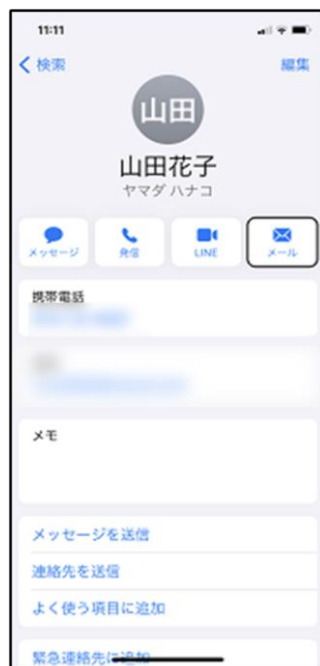 11:11
検索
編集
山田
山田花子
ヤマダ ハナコ
メッセージ
発信
LINE
メール
携帯電話
メモ
メッセージを送信
連絡先を送信
よく使う項目に追加
緊急連絡先に追加